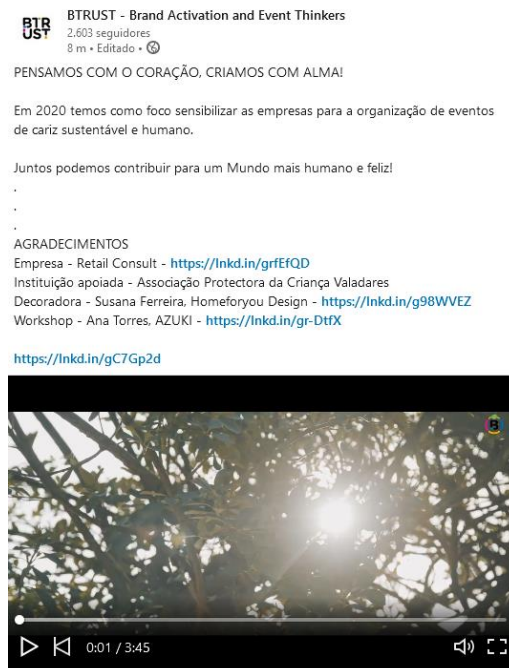 BTR
UST
BTRUST - Brand Activation and Event Thinkers
2.603 seguidores
8 m • Editado •
PENSAMOS COM O CORAÇÃO, CRIAMOS COM ALMA!
Em 2020 temos como foco sensibilizar as empresas para a organização de eventos
de cariz sustentável e humano.
Juntos podemos contribuir para um Mundo mais humano e feliz!
.
.
.
AGRADECIMENTOS
Empresa - Retail Consult - https://lnkd.in/grfEfQD
Instituição apoiada - Associação Protectora da Criança Valadares
Decoradora - Susana Ferreira, Homeforyou Design - https://lnkd.in/g98WVEZ
Workshop - Ana Torres, AZUKI - https://lnkd.in/gr-DtfX
https://lnkd.in/gC7Gp2d
B
0:01 / 3:45